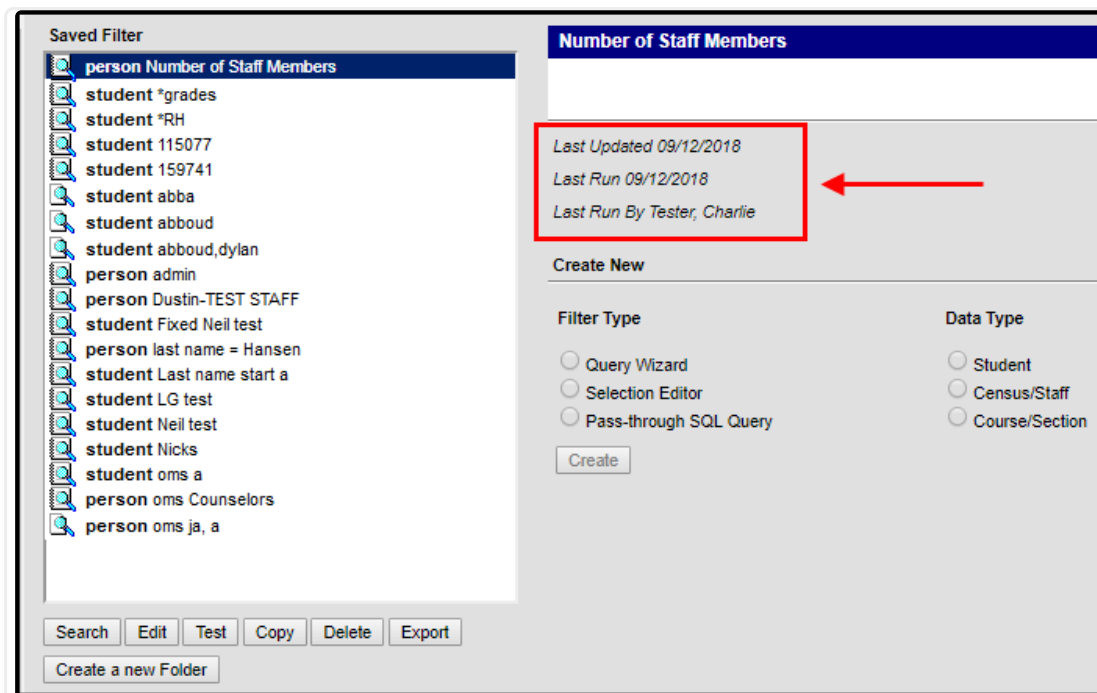 Saved Filter
person Number of Staff Members
student *grades
student *RH
student 115077
student 159741
student abba
student abboud
student abboud,dylan
person admin
person Dustin-TEST STAFF
student Fixed Neil test
person last name = Hansen
student Last name start a
student LG test
student Neil test
student Nicks
student oms a
person oms Counselors
person oms ja, a
Search Edit Test Copy Delete Export
Create a new Folder
Number of Staff Members
Last Updated 09/12/2018
Last Run 09/12/2018
Last Run By Tester, Charlie
Create New
Filter Type Data Type
Query Wizard Student
Selection Editor Census/Staff
Pass-through SQL Query Course/Section
Create